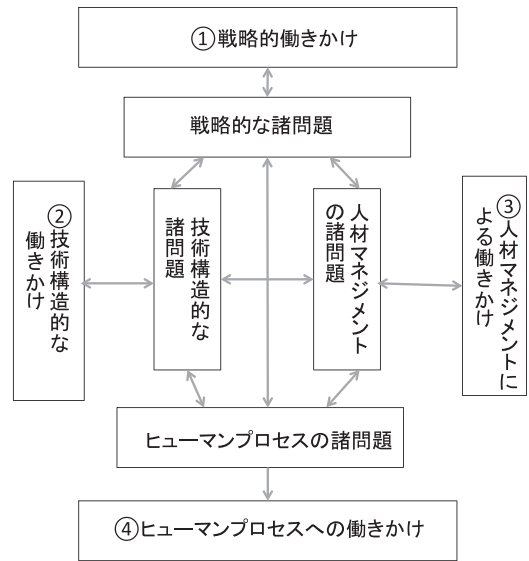 ①戦略的働きかけ
戦略的な諸問題
②技術構造的な
働きかけ
技術構造的な
諸問題
人材マネジメント
の諸問題
③人材マネジメントに
よる働きかけ
ヒューマンプロセスの諸問題
④ヒューマンプロセスへの働きかけ